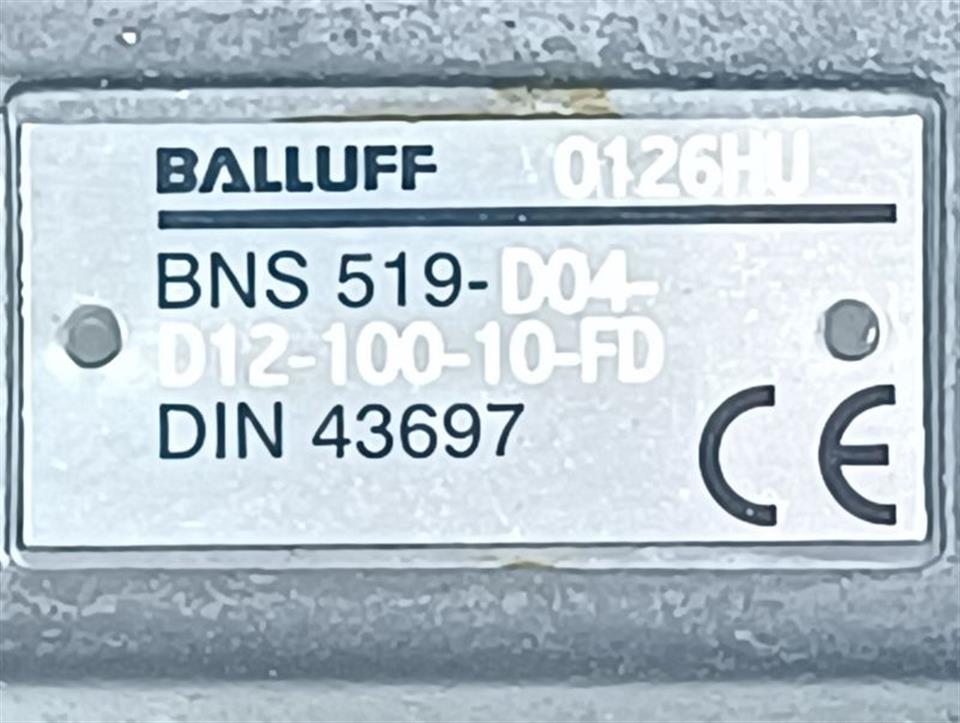 BALLUFF 0126HU
BNS 519-D04-
D12-100-10-FD
DIN 43697
CE